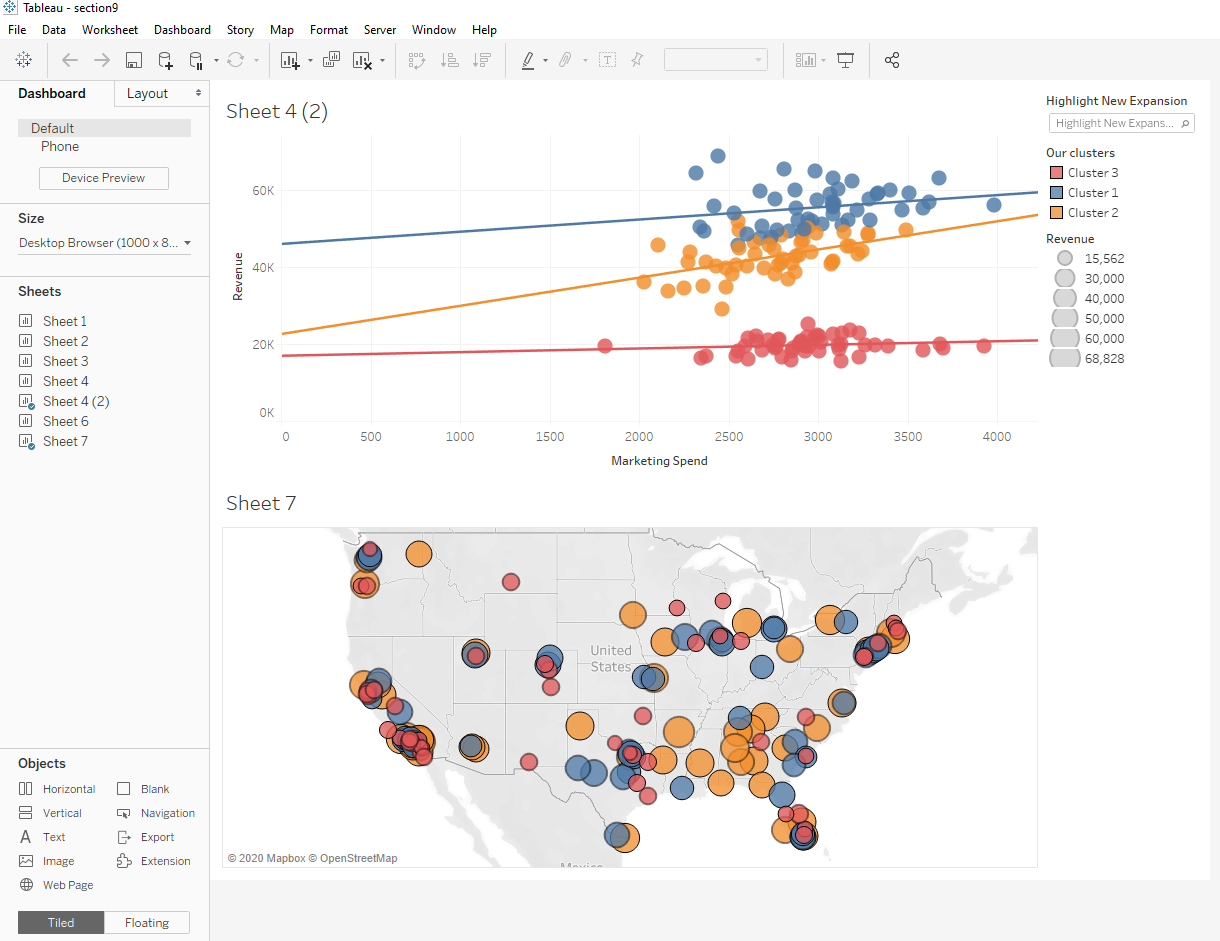 Tableau - section9
File Data Worksheet Dashboard Story Map Format Server Window Help
Dashboard Layout
Default
Phone
Device Preview
Size
Desktop Browser (1000 x 8...
Sheets
Sheet 1
Sheet 2
Sheet 3
Sheet 4
Sheet 4 (2)
Sheet 6
Sheet 7
Objects
Horizontal Blank
Vertical Navigation
A Text Export
Image Extension
Web Page
Tiled Floating
Sheet 4 (2)
Revenue
60K
40K
20K
0K
0 500 1000 1500 2000 2500 3000 3500 4000
Marketing Spend
Highlight New Expansion
Highlight New Expans...
Our clusters
Cluster 3
Cluster 1
Cluster 2
Revenue
15,562
30,000
40,000
50,000
60,000
68,828
Sheet 7
United
States
Mexico
© 2020 Mapbox © OpenStreetMap